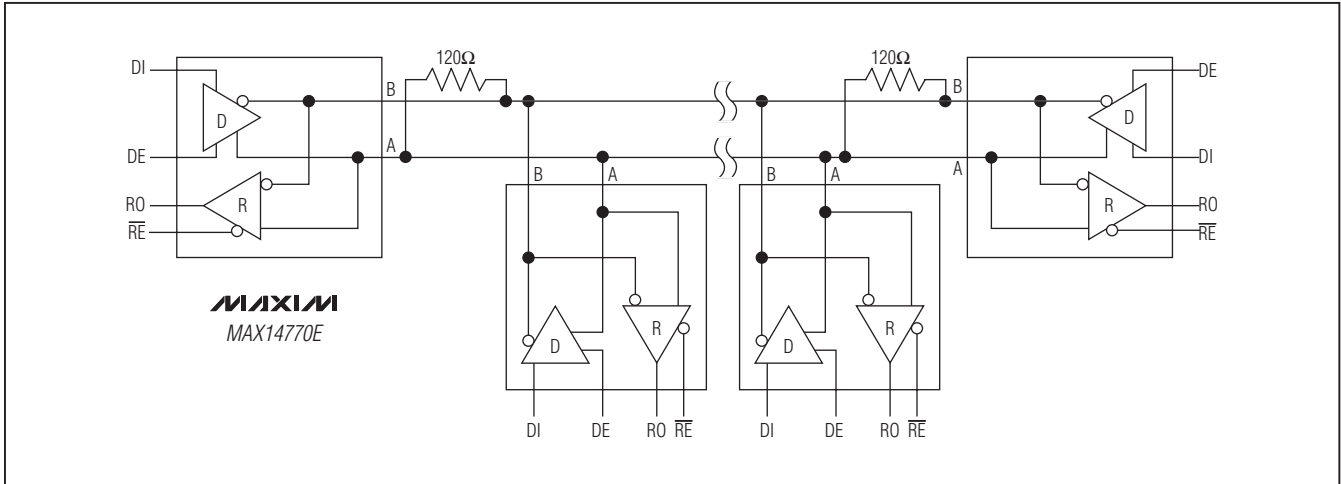 120Ω 120Ω
DI B B DE
D D
DE A A DI
RO R R RO
RE RE
B A B A
MAXIM
MAX14770E
D R D R
DI DE RO RE DI DE RO RE